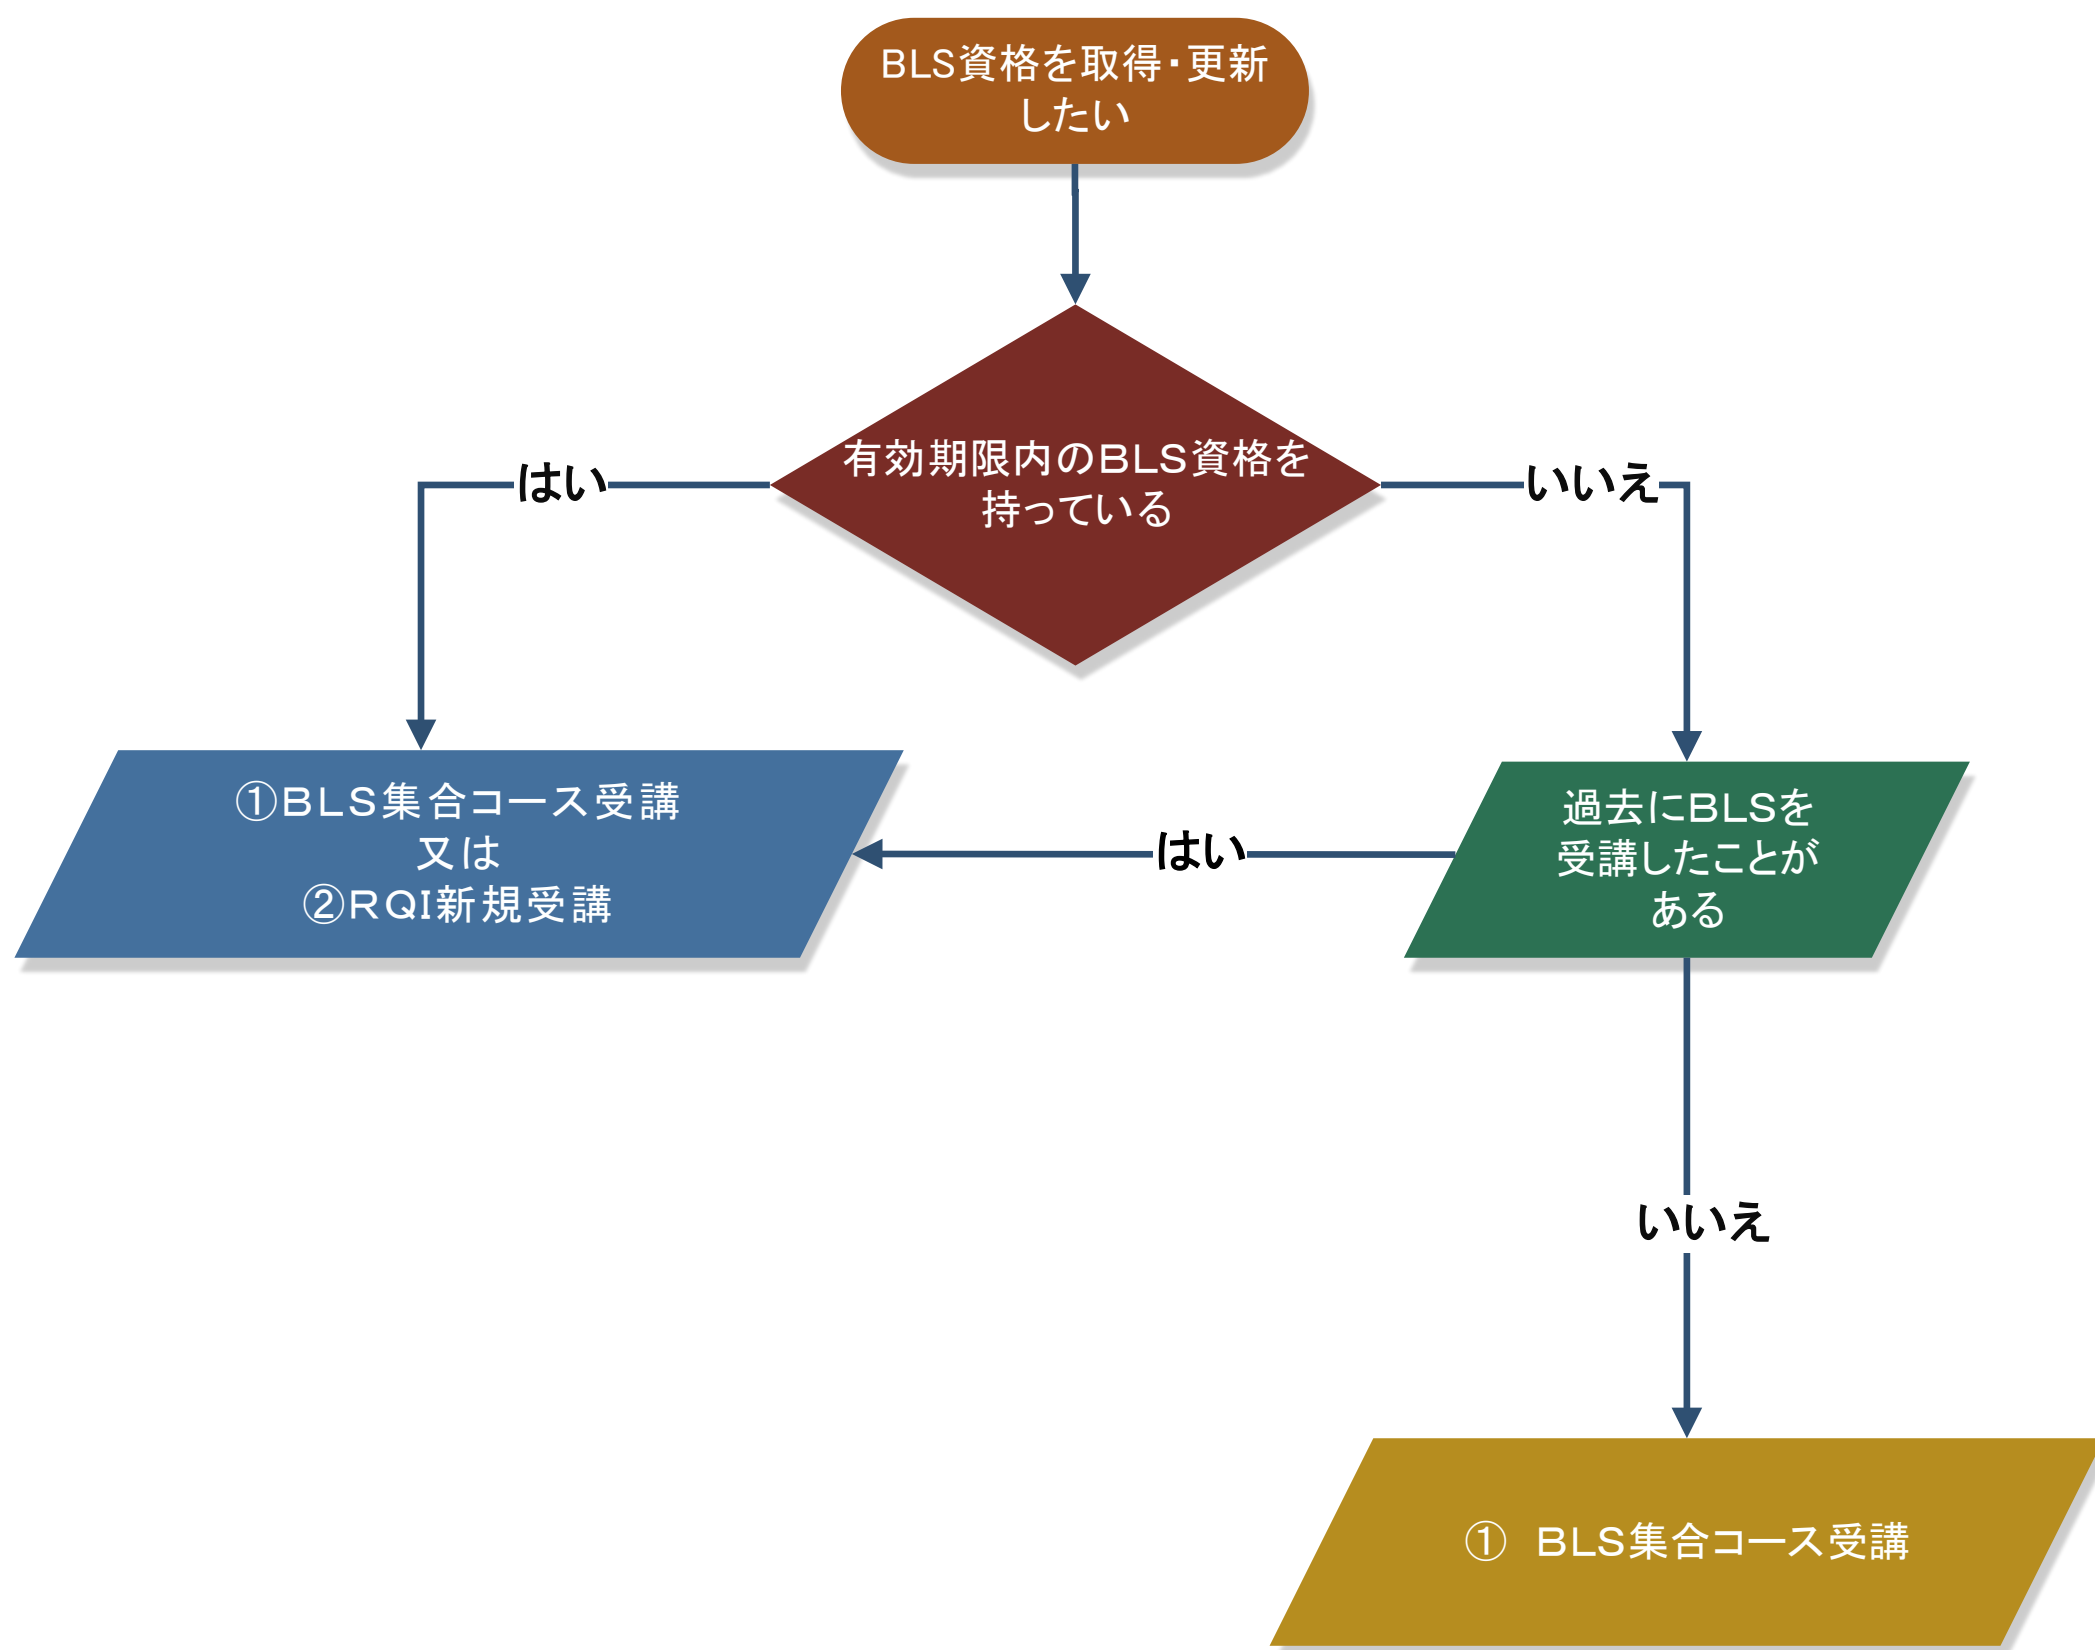 BLS資格を取得・更新
したい
有効期限内のBLS資格を
持っている
はい
いいえ
①BLS集合コース受講
又は
②RQI新規受講
はい
過去にBLSを
受講したことが
ある
いいえ
①　BLS集合コース受講